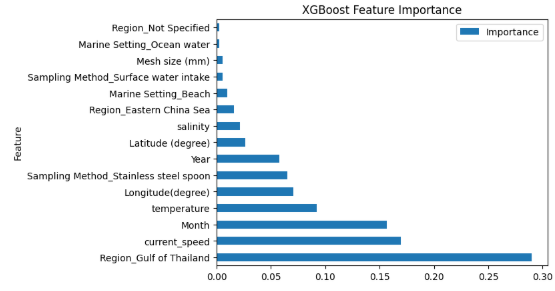 XGBoost Feature Importance
Importance
Feature
Region_Not Specified
Marine Setting_Ocean water
Mesh size (mm)
Sampling Method_Surface water intake
Marine Setting_Beach
Region_Eastern China Sea
salinity
Latitude (degree)
Year
Sampling Method_Stainless steel spoon
Longitude(degree)
temperature
Month
current_speed
Region_Gulf of Thailand
0.00 0.05 0.10 0.15 0.20 0.25 0.30